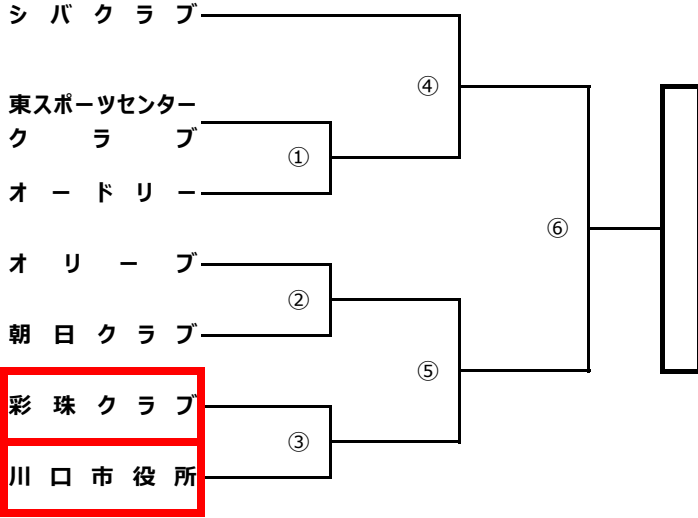 シバクラブ
④
東スポーツセンター
クラブ
①
オードリー
⑥
オリーブ
②
朝日クラブ
⑤
彩珠クラブ
③
川口市役所